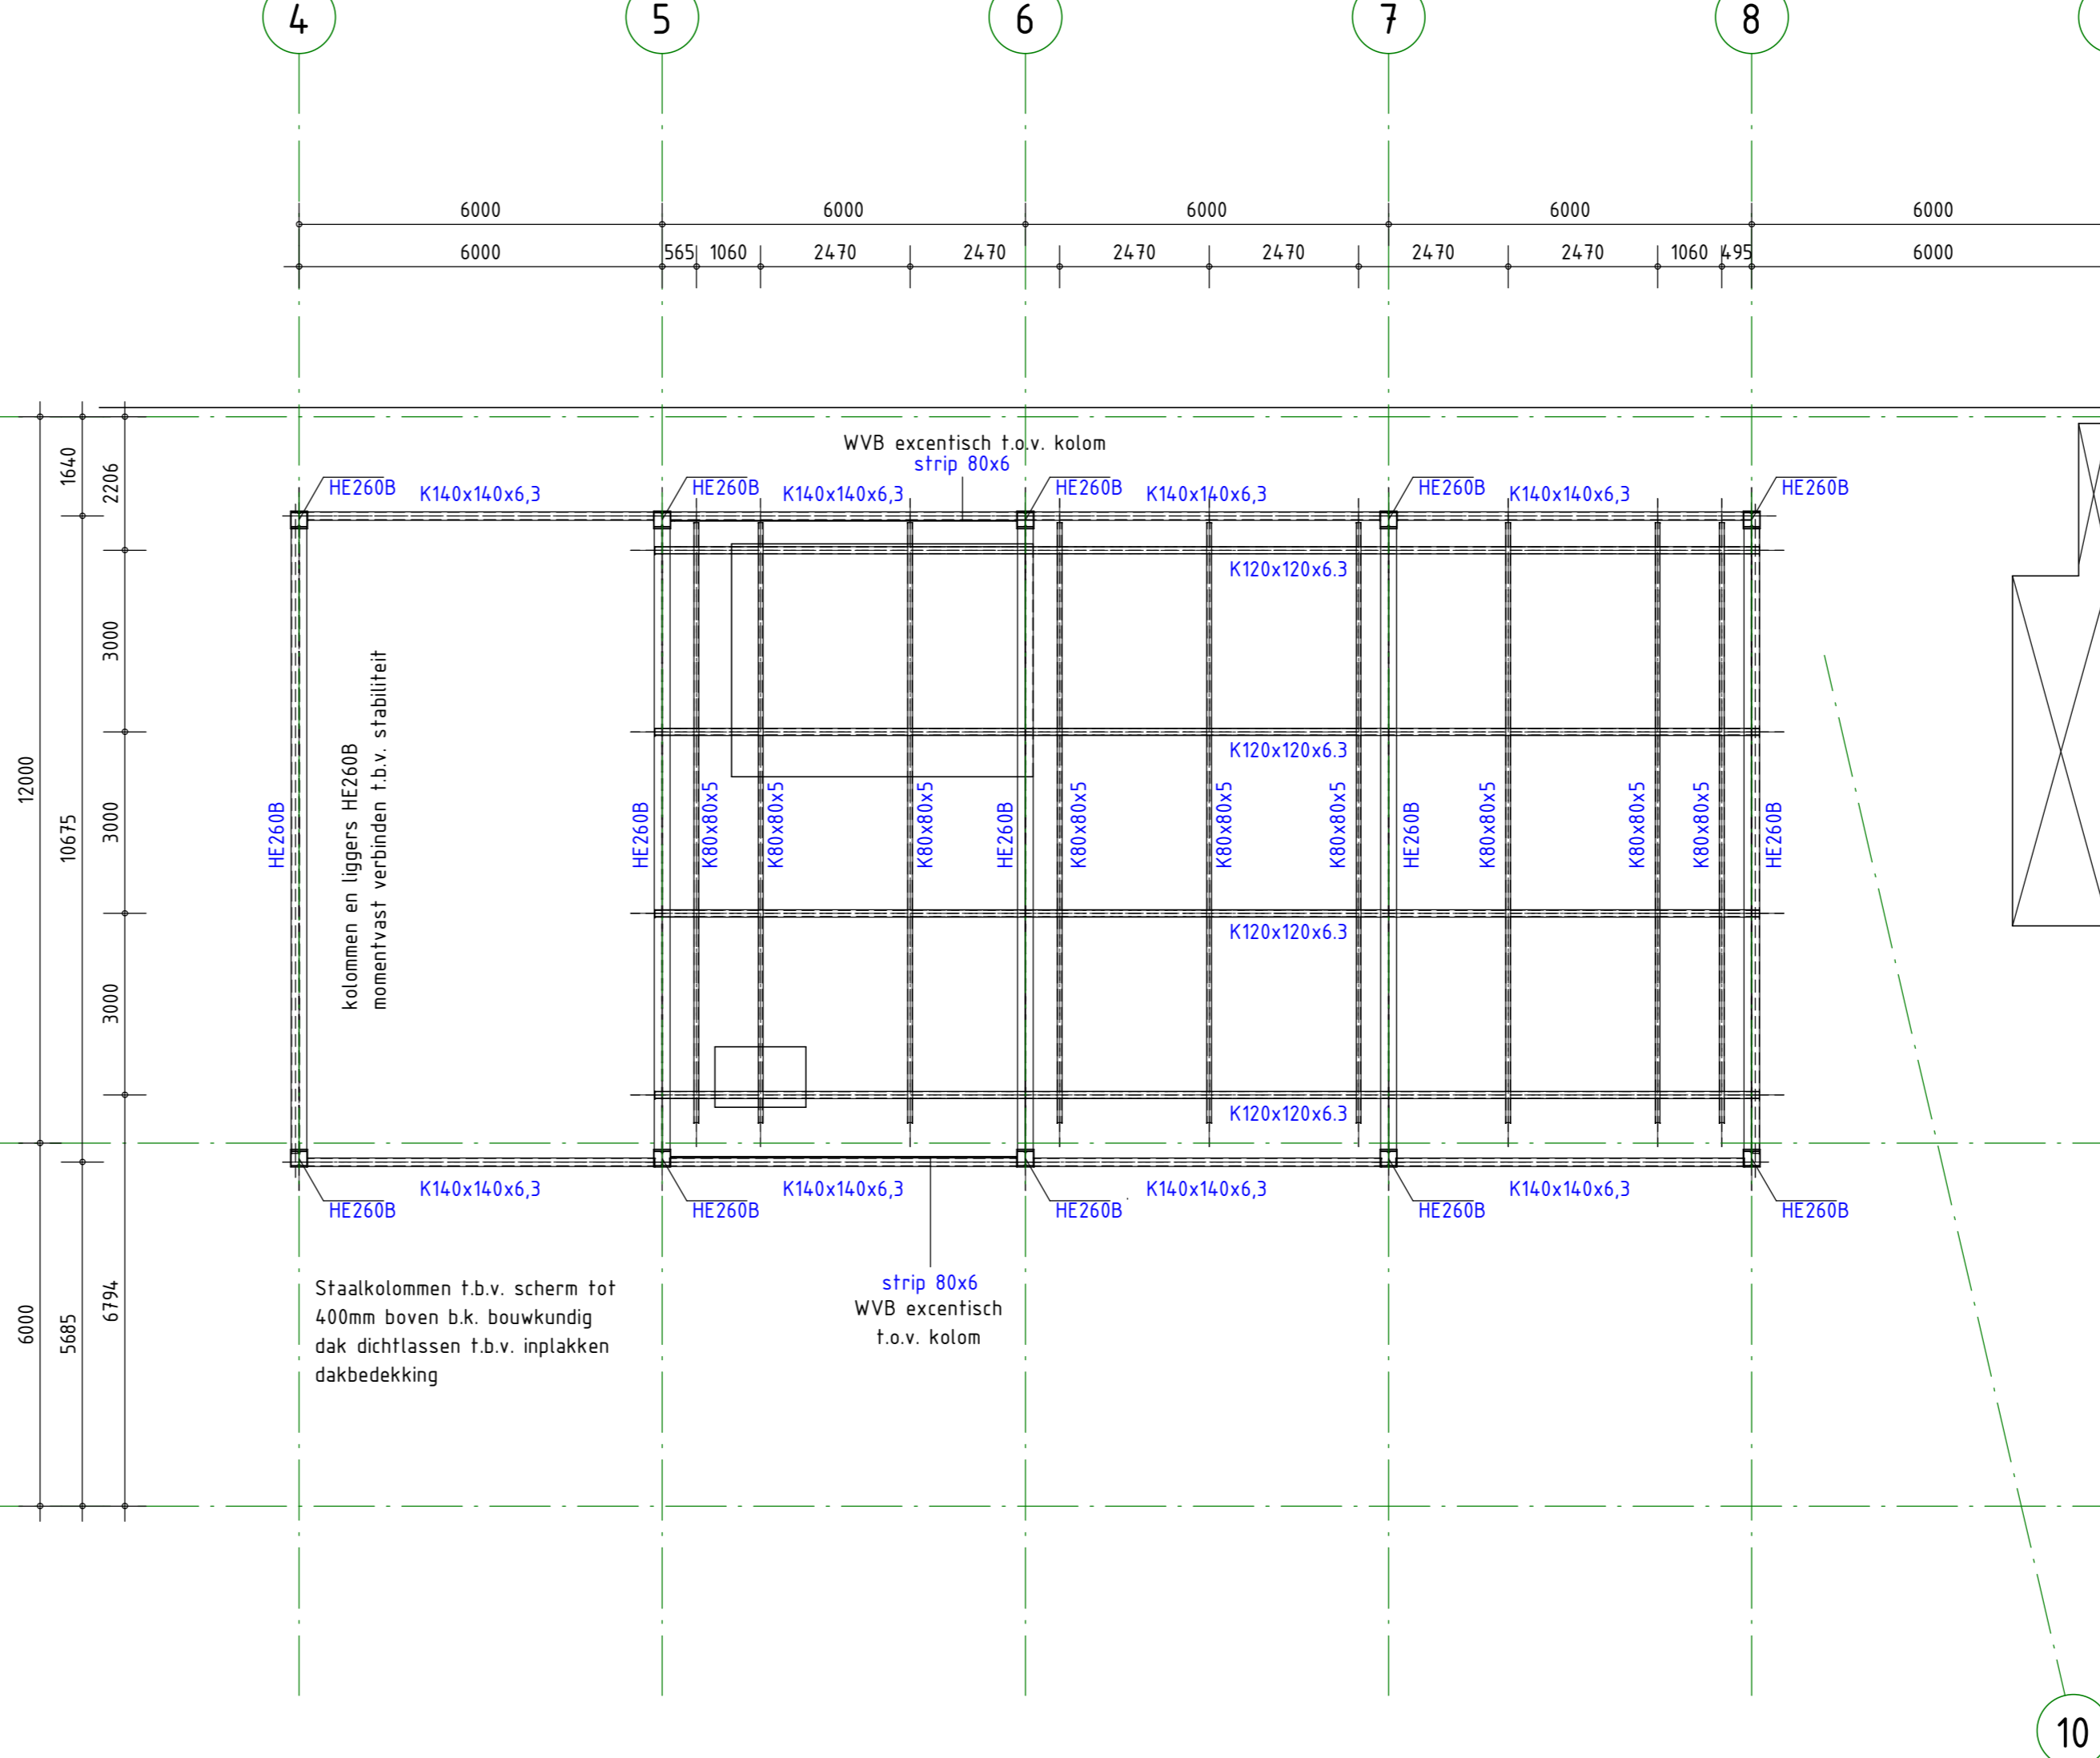 4 5 6 7 8
6000 6000 6000 6000 6000
6000 565 1060 2470 2470 2470 2470 2470 2470 1060 495 6000
WVB excentisch t.o.v. kolom
strip 80x6
HE260B K140x140x6,3 HE260B K140x140x6,3 HE260B K140x140x6,3 HE260B K140x140x6,3 HE260B
1640
2206
3000
3000
3000
12000
10675
6000
5685
6794
K120x120x6.3
K120x120x6.3
K120x120x6.3
K120x120x6.3
HE260B
kolommen en liggers HE260B
momentvast verbinden t.b.v. stabiliteit
HE260B
K80x80x5
K80x80x5
K80x80x5
HE260B
K80x80x5
K80x80x5
K80x80x5
HE260B
K80x80x5
K80x80x5
K80x80x5
HE260B
K140x140x6,3 K140x140x6,3 K140x140x6,3 K140x140x6,3
HE260B HE260B HE260B HE260B HE260B
Staalkolommen t.b.v. scherm tot
400mm boven b.k. bouwkundig
dak dichtlassen t.b.v. inplakken
dakbedekking
strip 80x6
WVB excentisch
t.o.v. kolom
10